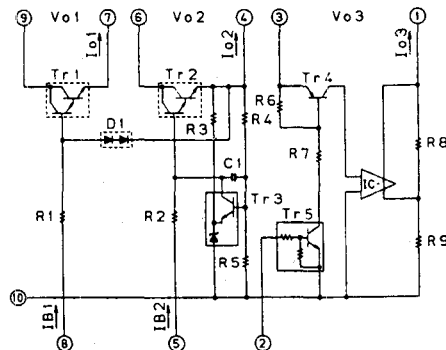 9 Vo1 7 6 Vo2 4 3 Vo3 1
Io1 Io2 Io3
Tr1 Tr2 Tr4
R6
R3 R4
D1
R7 R8
C1
IC
R1 R2 Tr3
Tr5
R5 R9
10
IB1 IB2
8 5 2